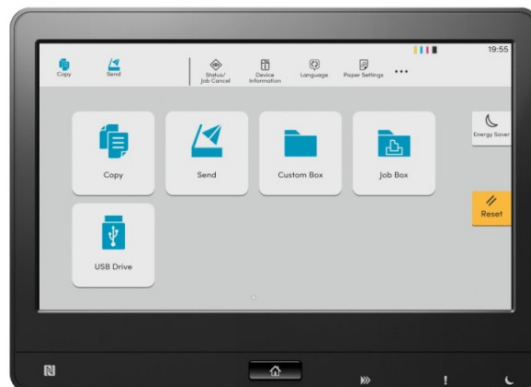 19:55
Copy
Send
Status/
Job Cancel
Device
Information
Language
Paper Settings
Energy Saver
Copy
Send
Custom Box
Job Box
Reset
USB Drive